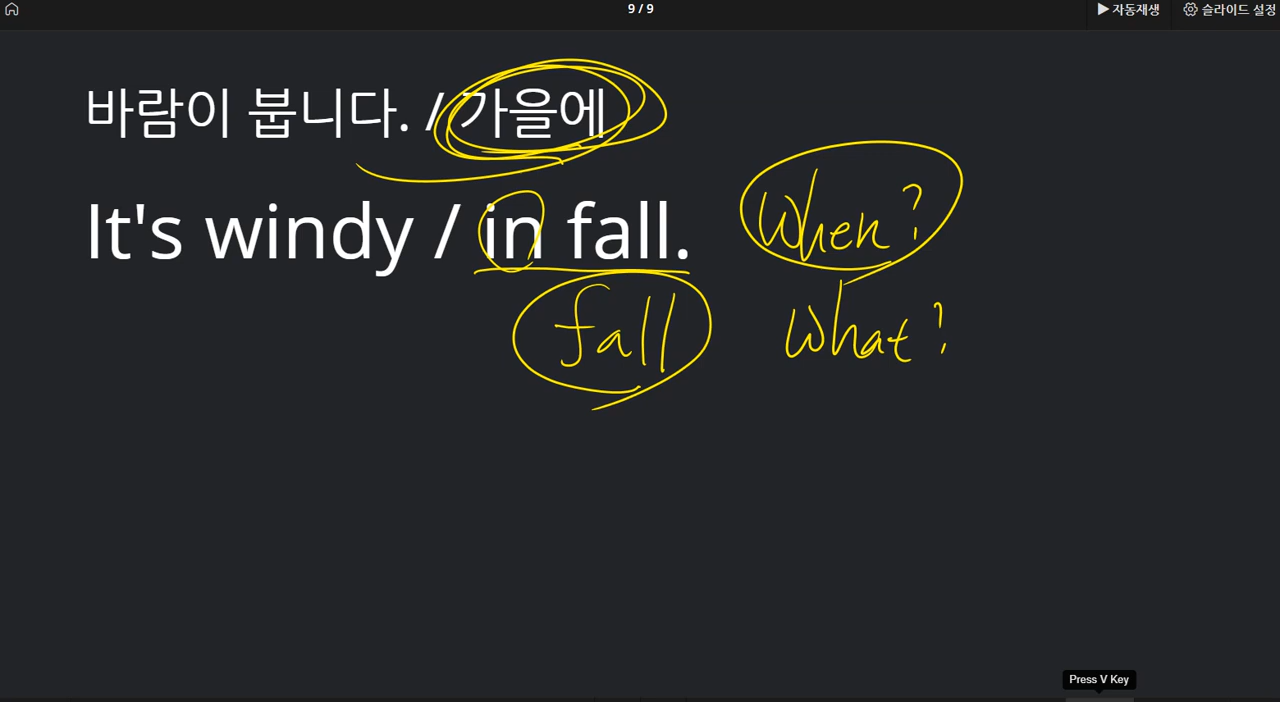 9 / 9
▶ 자동재생
슬라이드 설정
바람이 붑니다. / 가을에
It's windy / in fall.
When?
fall
What?
Press V Key